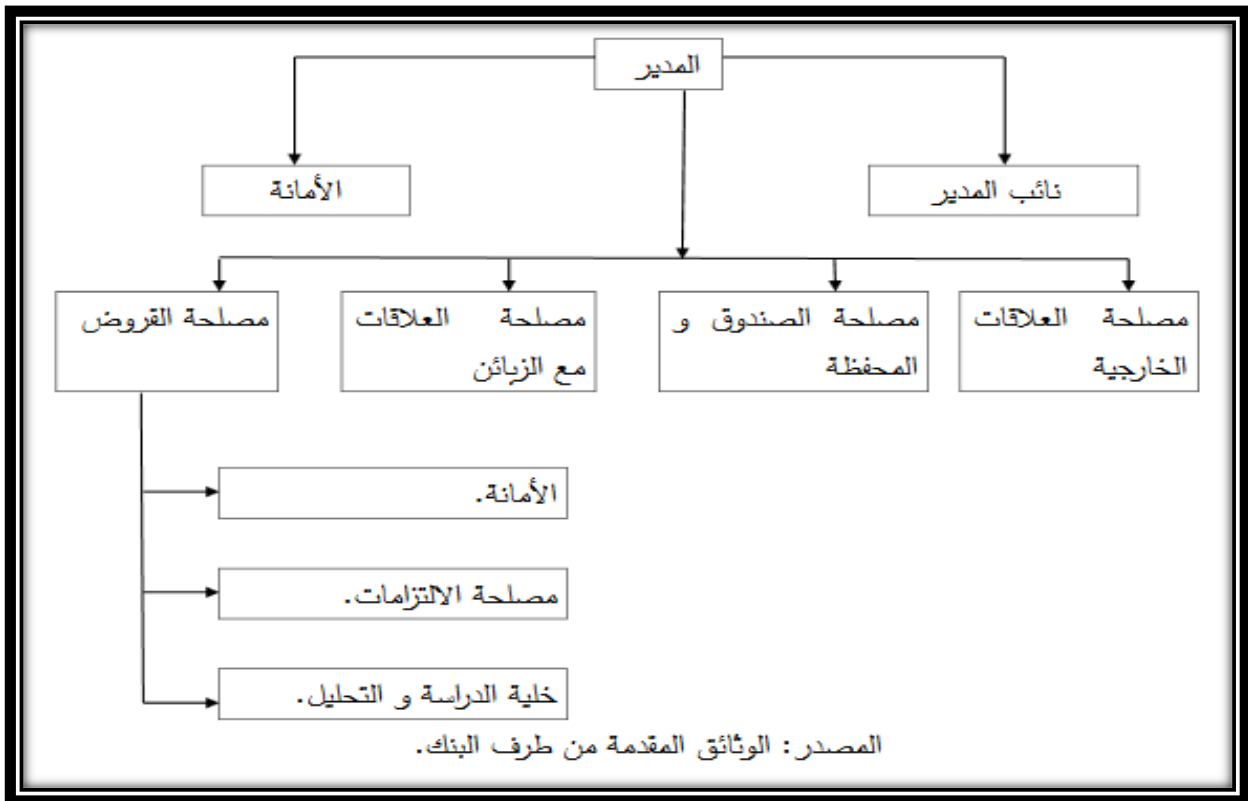 المدير
نائب المدير
الأمانة
مصلحة العلاقات
الخارجية
مصلحة الصندوق و
المحفظة
مصلحة العلاقات
مع الزبائن
مصلحة القروض
الأمانة.
مصلحة الالتزامات.
خلية الدراسة و التحليل.
المصدر: الوثائق المقدمة من طرف البنك.